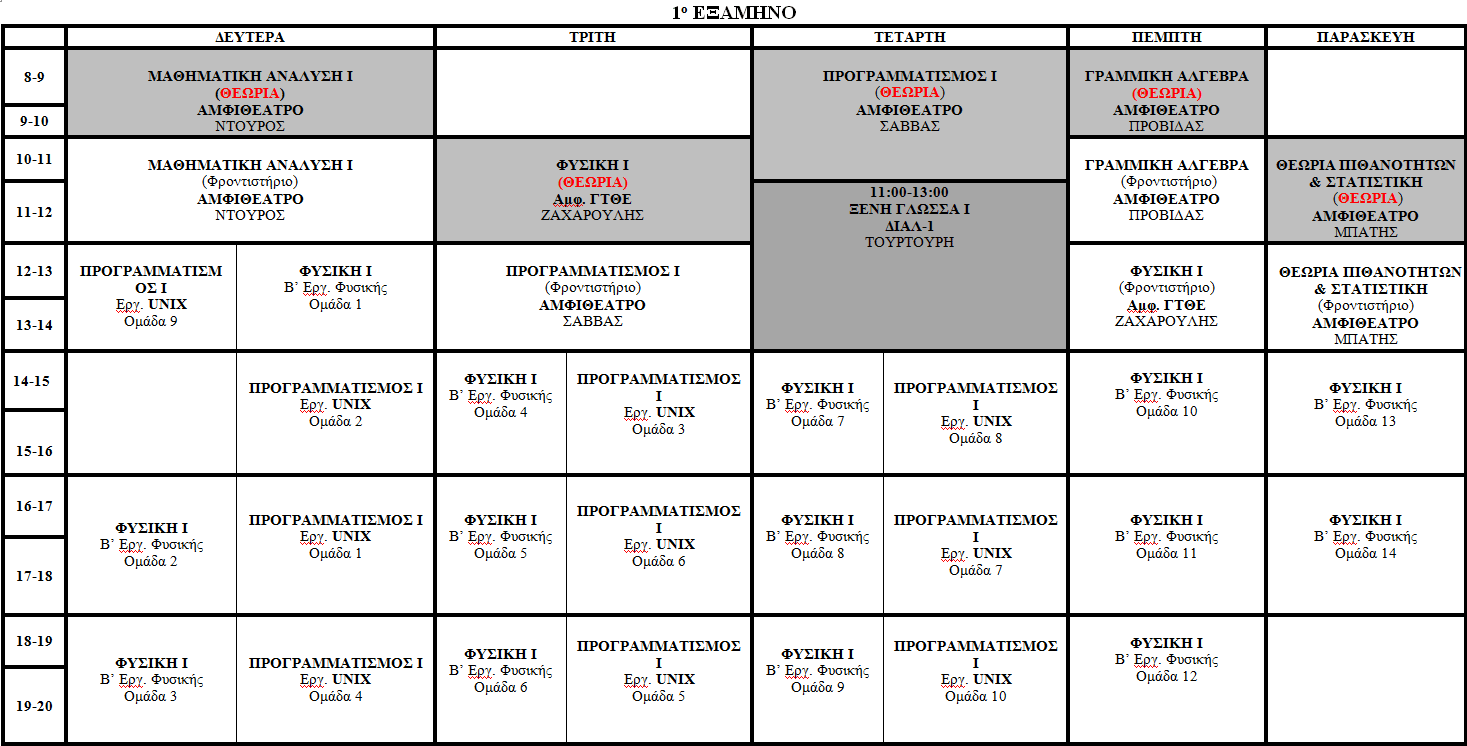 1ο ΕΞΑΜΗΝΟ
ΔΕΥΤΕΡΑ
ΤΡΙΤΗ
ΤΕΤΑΡΤΗ
ΠΕΜΠΤΗ
ΠΑΡΑΣΚΕΥΗ
8-9
9-10
ΜΑΘΗΜΑΤΙΚΗ ΑΝΑΛΥΣΗ Ι
(ΘΕΩΡΙΑ)
ΑΜΦΙΘΕΑΤΡΟ
ΝΤΟΥΡΟΣ
ΠΡΟΓΡΑΜΜΑΤΙΣΜΟΣ Ι
(ΘΕΩΡΙΑ)
ΑΜΦΙΘΕΑΤΡΟ
ΣΑΒΒΑΣ
ΓΡΑΜΜΙΚΗ ΑΛΓΕΒΡΑ
(ΘΕΩΡΙΑ)
ΑΜΦΙΘΕΑΤΡΟ
ΠΡΟΒΙΔΑΣ
10-11
11-12
ΜΑΘΗΜΑΤΙΚΗ ΑΝΑΛΥΣΗ Ι
(Φροντιστήριο)
ΑΜΦΙΘΕΑΤΡΟ
ΝΤΟΥΡΟΣ
ΦΥΣΙΚΗ Ι
(ΘΕΩΡΙΑ)
Αμφ. ΓΤΘΕ
ΖΑΧΑΡΟΥΛΗΣ
11:00-13:00
ΞΕΝΗ ΓΛΩΣΣΑ Ι
ΔΙΑΛ-1
ΤΟΥΡΤΟΥΡΗ
ΓΡΑΜΜΙΚΗ ΑΛΓΕΒΡΑ
(Φροντιστήριο)
ΑΜΦΙΘΕΑΤΡΟ
ΠΡΟΒΙΔΑΣ
ΘΕΩΡΙΑ ΠΙΘΑΝΟΤΗΤΩΝ
& ΣΤΑΤΙΣΤΙΚΗ
(ΘΕΩΡΙΑ)
ΑΜΦΙΘΕΑΤΡΟ
ΜΠΑΤΗΣ
12-13
13-14
ΠΡΟΓΡΑΜΜΑΤΙΣΜ
ΟΣ Ι
Εργ. UNIX
Ομάδα 9
ΦΥΣΙΚΗ Ι
Β’ Εργ. Φυσικής
Ομάδα 1
ΠΡΟΓΡΑΜΜΑΤΙΣΜΟΣ Ι
(Φροντιστήριο)
ΑΜΦΙΘΕΑΤΡΟ
ΣΑΒΒΑΣ
ΦΥΣΙΚΗ Ι
(Φροντιστήριο)
Αμφ. ΓΤΘΕ
ΖΑΧΑΡΟΥΛΗΣ
ΘΕΩΡΙΑ ΠΙΘΑΝΟΤΗΤΩΝ
& ΣΤΑΤΙΣΤΙΚΗ
(Φροντιστήριο)
ΑΜΦΙΘΕΑΤΡΟ
ΜΠΑΤΗΣ
14-15
15-16
ΠΡΟΓΡΑΜΜΑΤΙΣΜΟΣ Ι
Εργ. UNIX
Ομάδα 2
ΦΥΣΙΚΗ Ι
Β’ Εργ. Φυσικής
Ομάδα 4
ΠΡΟΓΡΑΜΜΑΤΙΣΜΟΣ
Ι
Εργ. UNIX
Ομάδα 3
ΦΥΣΙΚΗ Ι
Β’ Εργ. Φυσικής
Ομάδα 7
ΠΡΟΓΡΑΜΜΑΤΙΣΜΟΣ
Ι
Εργ. UNIX
Ομάδα 8
ΦΥΣΙΚΗ Ι
Β’ Εργ. Φυσικής
Ομάδα 10
ΦΥΣΙΚΗ Ι
Β’ Εργ. Φυσικής
Ομάδα 13
16-17
17-18
ΦΥΣΙΚΗ Ι
Β’ Εργ. Φυσικής
Ομάδα 2
ΠΡΟΓΡΑΜΜΑΤΙΣΜΟΣ Ι
Εργ. UNIX
Ομάδα 1
ΦΥΣΙΚΗ Ι
Β’ Εργ. Φυσικής
Ομάδα 5
ΠΡΟΓΡΑΜΜΑΤΙΣΜΟΣ
Ι
Εργ. UNIX
Ομάδα 6
ΦΥΣΙΚΗ Ι
Β’ Εργ. Φυσικής
Ομάδα 8
ΠΡΟΓΡΑΜΜΑΤΙΣΜΟΣ
Ι
Εργ. UNIX
Ομάδα 7
ΦΥΣΙΚΗ Ι
Β’ Εργ. Φυσικής
Ομάδα 11
ΦΥΣΙΚΗ Ι
Β’ Εργ. Φυσικής
Ομάδα 14
18-19
19-20
ΦΥΣΙΚΗ Ι
Β’ Εργ. Φυσικής
Ομάδα 3
ΠΡΟΓΡΑΜΜΑΤΙΣΜΟΣ Ι
Εργ. UNIX
Ομάδα 4
ΦΥΣΙΚΗ Ι
Β’ Εργ. Φυσικής
Ομάδα 6
ΠΡΟΓΡΑΜΜΑΤΙΣΜΟΣ
Ι
Εργ. UNIX
Ομάδα 5
ΦΥΣΙΚΗ Ι
Β’ Εργ. Φυσικής
Ομάδα 9
ΠΡΟΓΡΑΜΜΑΤΙΣΜΟΣ
Ι
Εργ. UNIX
Ομάδα 10
ΦΥΣΙΚΗ Ι
Β’ Εργ. Φυσικής
Ομάδα 12